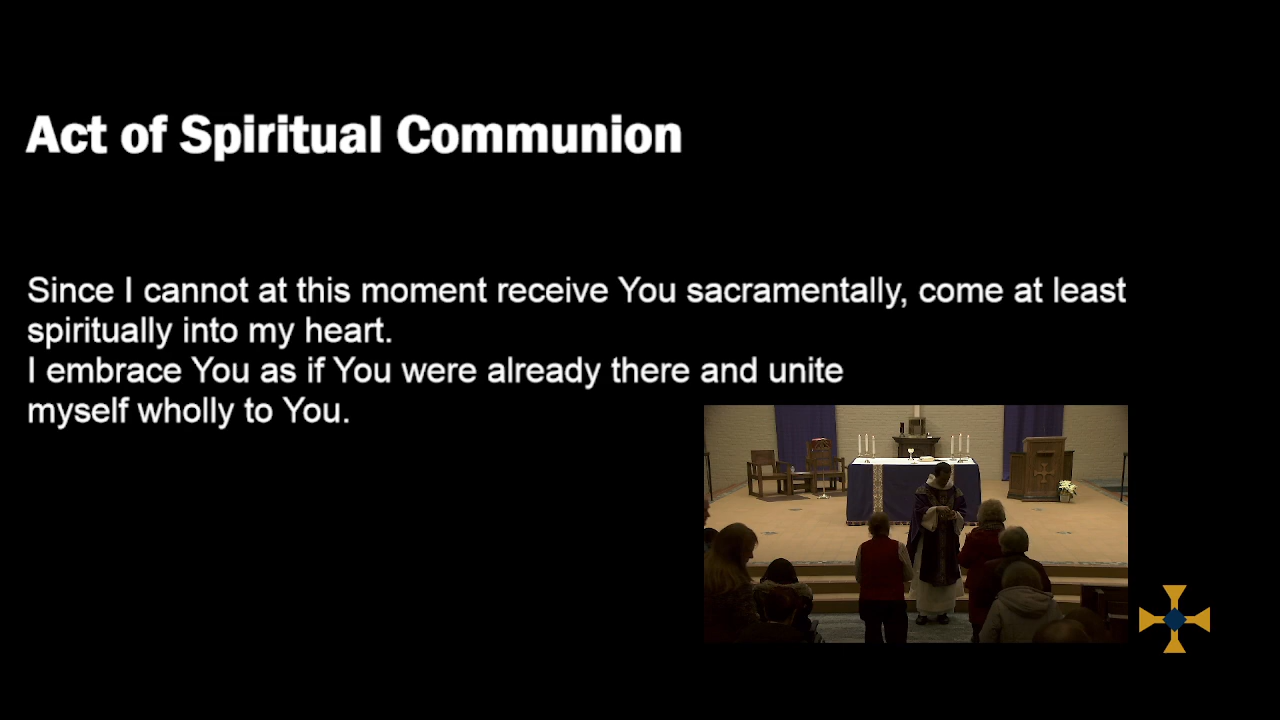 Act of Spiritual Communion
Since I cannot at this moment receive You sacramentally, come at least
spiritually into my heart.
I embrace You as if You were already there and unite
myself wholly to You.